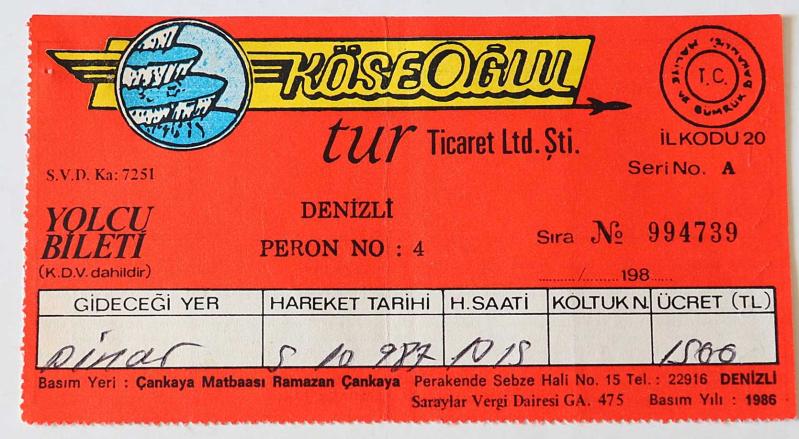 KÖSEOĞLU
tur Ticaret Ltd. Şti.
T.C.
MALİYE VE GÜMRÜK BAKANLIĞI
İLKODU 20
Seri No. A
S.V.D. Ka: 7251
YOLCU
BİLETİ
(K.D.V. dahildir)
DENİZLİ
PERON NO : 4
Sıra № 994739
........./......... 198......
GİDECEĞİ YER HAREKET TARİHİ H. SAATİ KOLTUK N. ÜCRET (TL)
Dinar 5 10 987 10 15 1500
Basım Yeri : Çankaya Matbaası Ramazan Çankaya Perakende Sebze Hali No. 15 Tel. : 22916 DENİZLİ
Saraylar Vergi Dairesi GA. 475 Basım Yılı : 1986